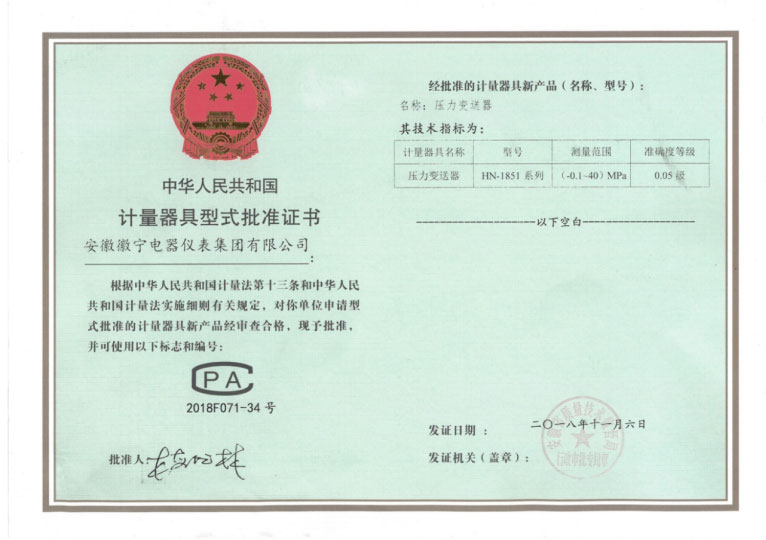 中华人民共和国
计量器具型式批准证书
安徽徽宁电器仪表集团有限公司
：
根据中华人民共和国计量法第十三条和中华人民
共和国计量法实施细则有关规定，对你单位申请型
式批准的计量器具新产品经审查合格，现予批准，
并可使用以下标志和编号：
CPA
2018F071-34 号
批准人
经批准的计量器具新产品（名称、型号）：
名称：压力变送器
其技术指标为：
计量器具名称 型号 测量范围 准确度等级
压力变送器 HN-1851 系列 （-0.1~40）MPa 0.05 级
以下空白
发证日期 ： 二〇一八年十一月六日
发证机关（盖章）：
行政审批专用章